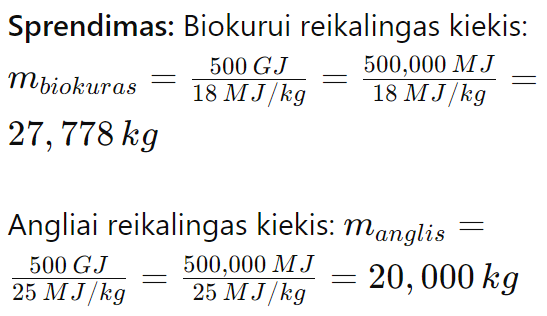 Sprendimas: Biokurui reikalingas kiekis:
m_{biokuras} = \frac{500 GJ}{18 MJ/kg} = \frac{500,000 MJ}{18 MJ/kg} =
27,778 kg
Angliai reikalingas kiekis: m_{anglis} =
\frac{500 GJ}{25 MJ/kg} = \frac{500,000 MJ}{25 MJ/kg} = 20,000 kg